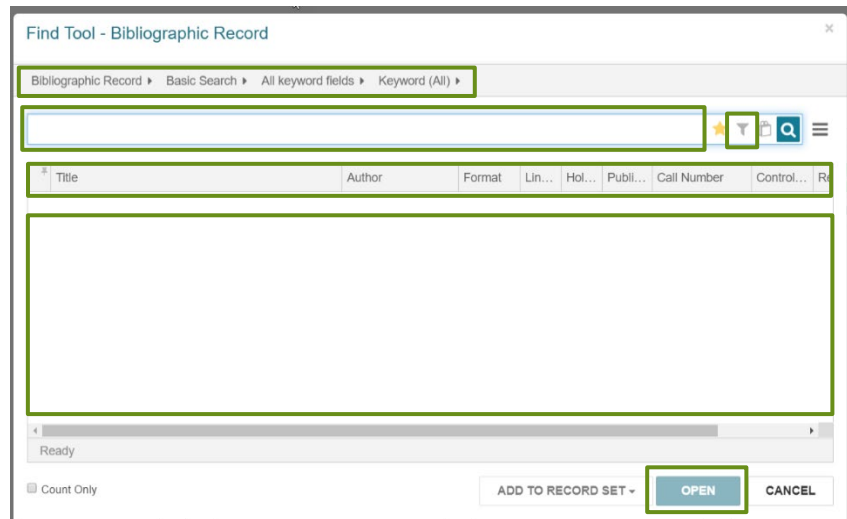 Find Tool - Bibliographic Record ×
Bibliographic Record ▸ Basic Search ▸ All keyword fields ▸ Keyword (All) ▸
Title Author Format Lin... Hol... Publi... Call Number Control... Re
Ready
Count Only ADD TO RECORD SET OPEN CANCEL